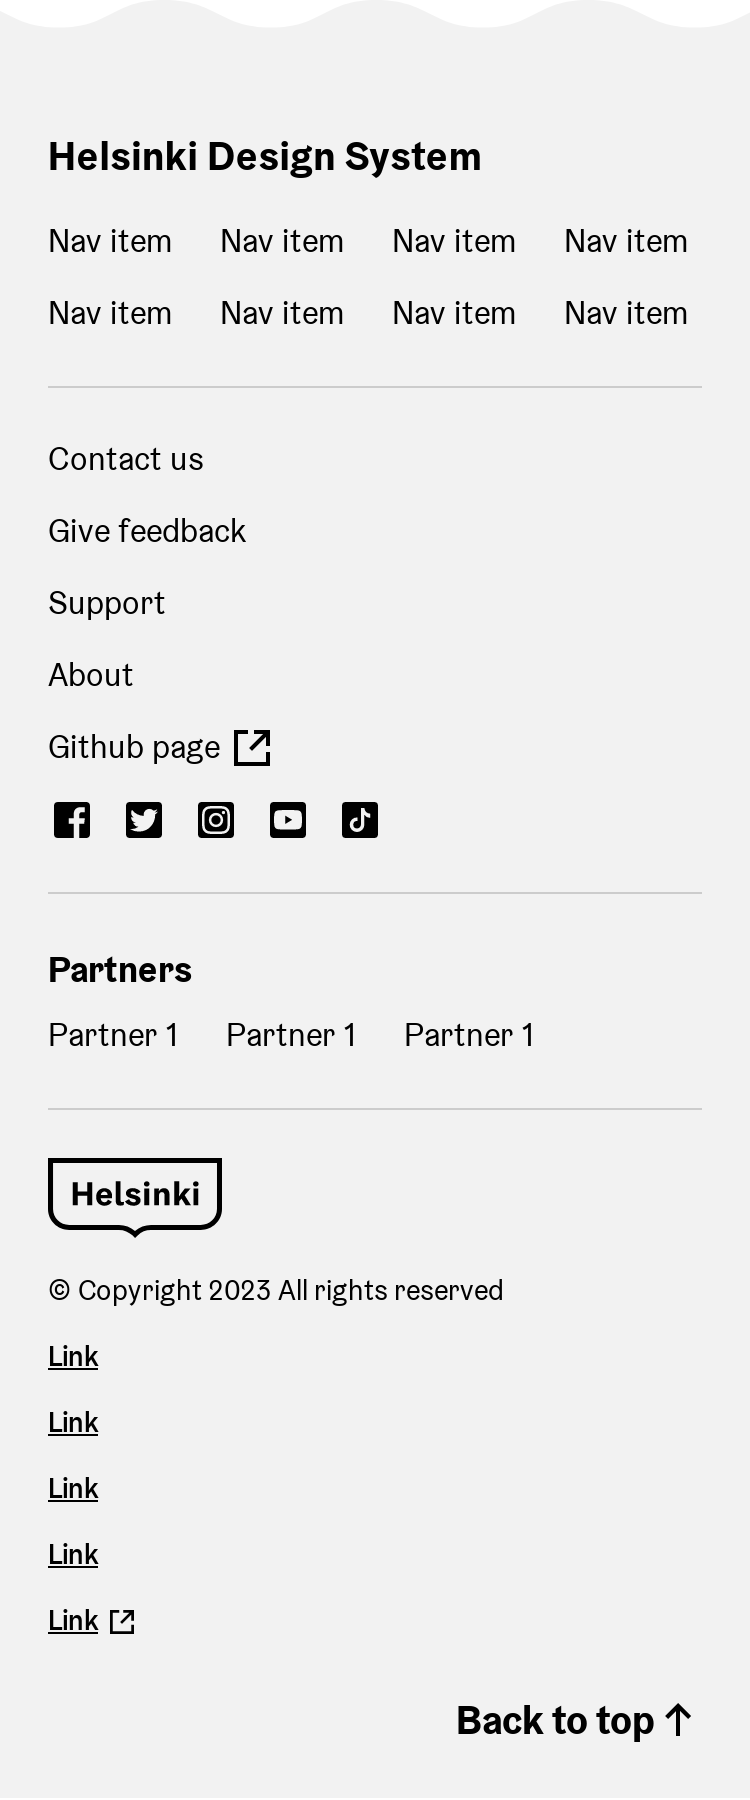 Helsinki Design System
Nav item Nav item Nav item Nav item
Nav item Nav item Nav item Nav item
Contact us
Give feedback
Support
About
Github page
Partners
Partner 1 Partner 1 Partner 1
Helsinki
© Copyright 2023 All rights reserved
Link
Link
Link
Link
Link
Back to top